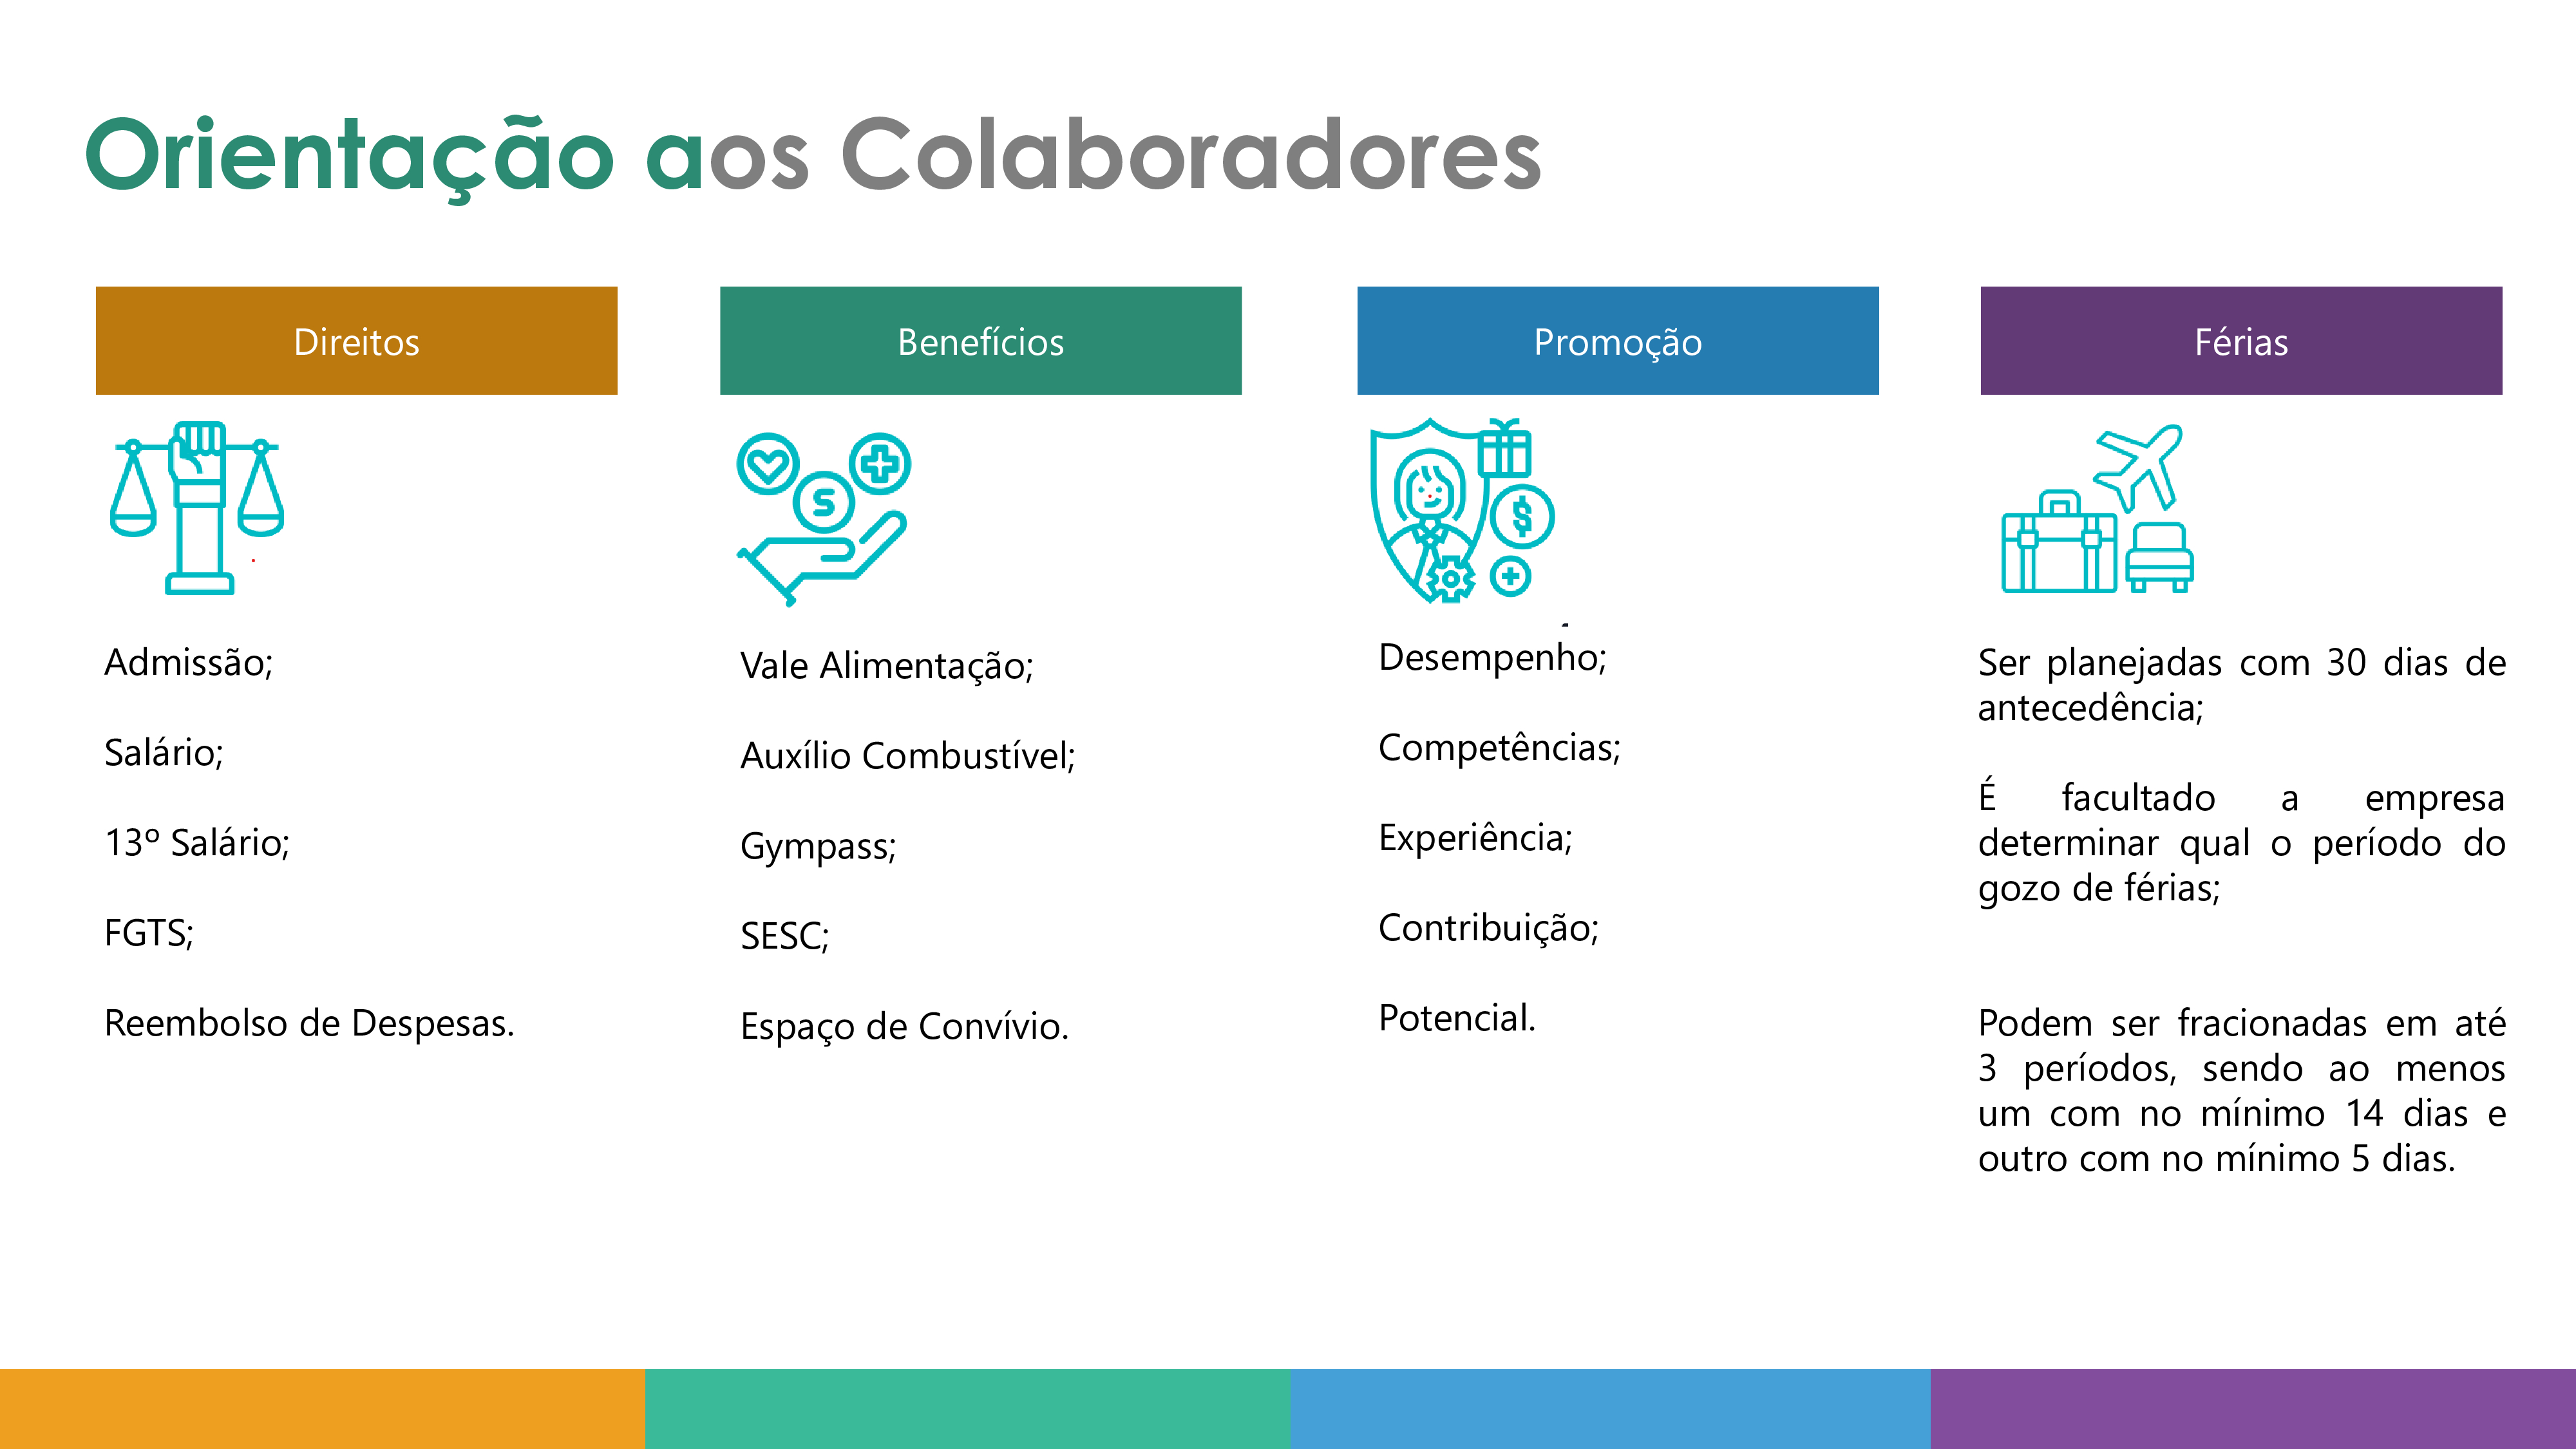 Orientação aos Colaboradores
Direitos
Admissão;
Salário;
13º Salário;
FGTS;
Reembolso de Despesas.
Benefícios
Vale Alimentação;
Auxílio Combustível;
Gympass;
SESC;
Espaço de Convívio.
Promoção
Desempenho;
Competências;
Experiência;
Contribuição;
Potencial.
Férias
Ser planejadas com 30 dias de
antecedência;
É facultado a empresa
determinar qual o período do
gozo de férias;
Podem ser fracionadas em até
3 períodos, sendo ao menos
um com no mínimo 14 dias e
outro com no mínimo 5 dias.